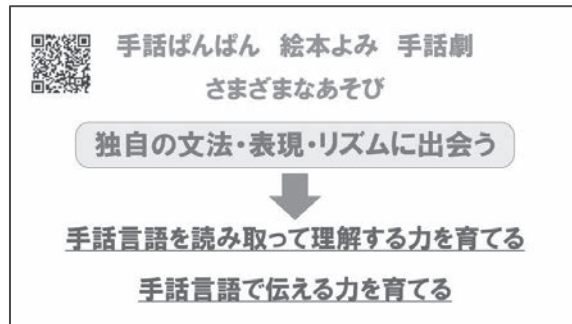 手話ぱんぱん 絵本よみ 手話劇
さまざまなあそび
独自の文法・表現・リズムに出会う
手話言語を読み取って理解する力を育てる
手話言語で伝える力を育てる